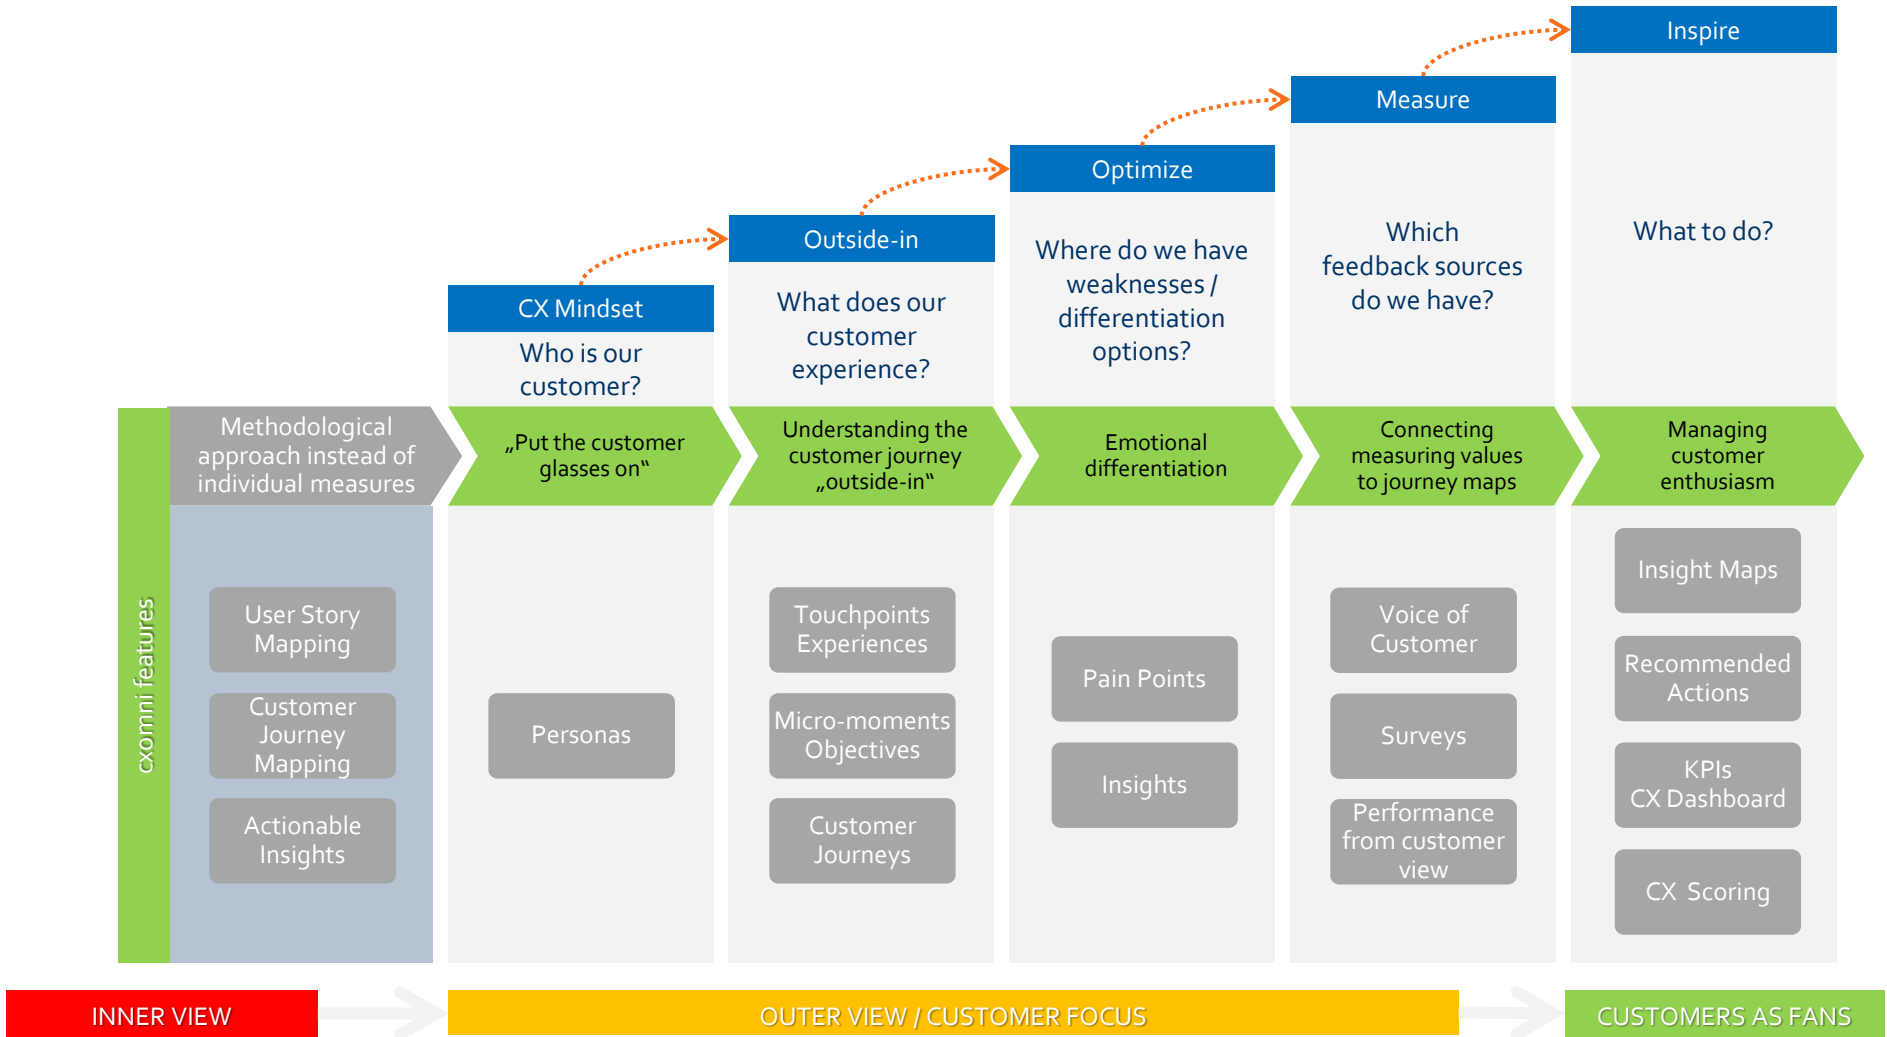 Inspire
What to do?
Measure
Which
feedback sources
do we have?
Optimize
Where do we have
weaknesses /
differentiation
options?
Outside-in
What does our
customer
experience?
CX Mindset
Who is our
customer?
Methodological
approach instead of
individual measures
„Put the customer
glasses on“
Understanding the
customer journey
„outside-in“
Emotional
differentiation
Connecting
measuring values
to journey maps
Managing
customer
enthusiasm
cxomni features
User Story
Mapping
Customer
Journey
Mapping
Actionable
Insights
Personas
Touchpoints
Experiences
Micro-moments
Objectives
Customer
Journeys
Pain Points
Insights
Voice of
Customer
Surveys
Performance
from customer
view
Insight Maps
Recommended
Actions
KPIs
CX Dashboard
CX Scoring
INNER VIEW
OUTER VIEW / CUSTOMER FOCUS
CUSTOMERS AS FANS